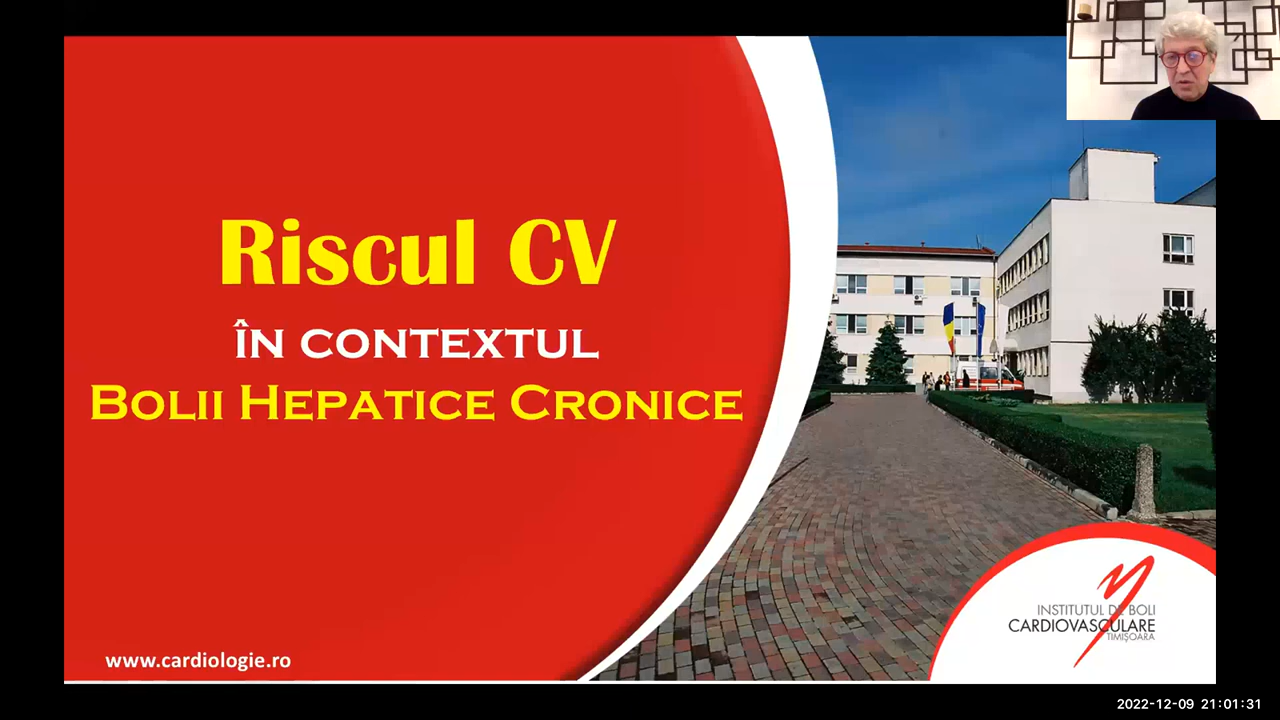 Riscul CV
ÎN CONTEXTUL
BOLII HEPATICE CRONICE
www.cardiologie.ro
INSTITUTUL DE BOLI
CARDIOVASCULARE
TIMIȘOARA
2022-12-09 21:01:31